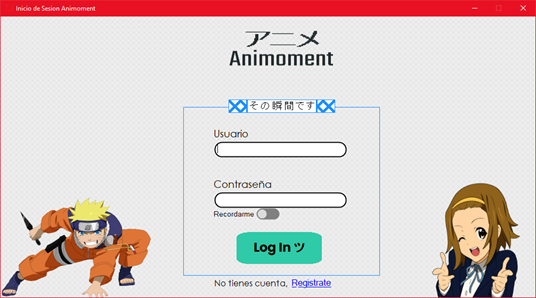 Inicio de Sesion Animoment
アニメ
Animoment
その瞬間です
Usuario
Contraseña
Recordarme
Log In ツ
No tienes cuenta, Registrate